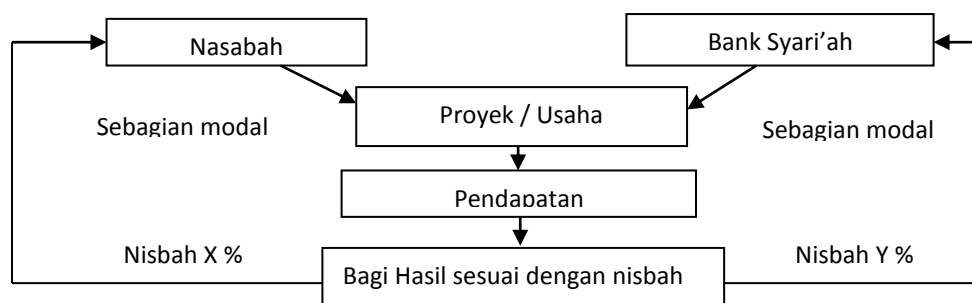 Nasabah
Bank Syari’ah
Proyek / Usaha
Sebagian modal
Sebagian modal
Pendapatan
Nisbah X %
Nisbah Y %
Bagi Hasil sesuai dengan nisbah